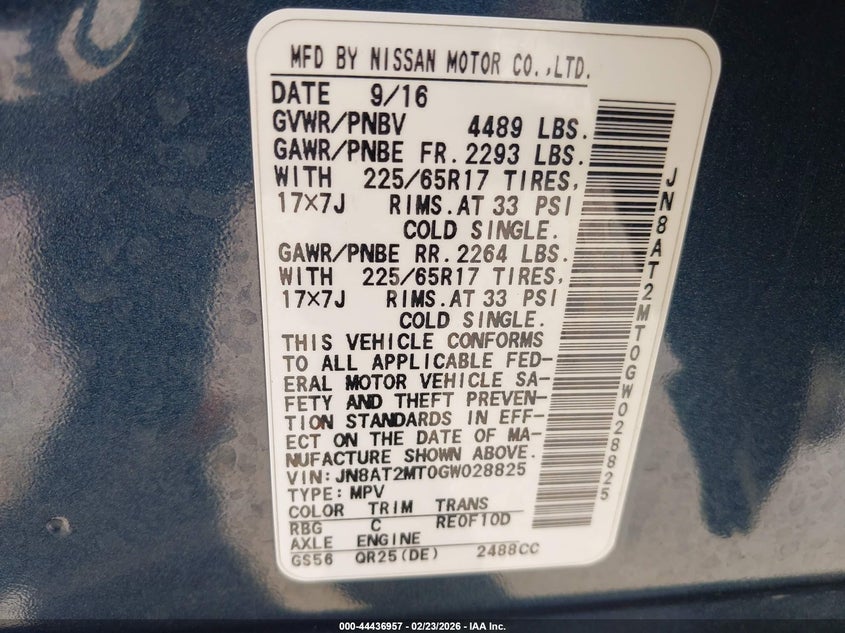 MFD BY NISSAN MOTOR CO.,LTD.
DATE 9/16
GVWR/PNBV 4489 LBS.
GAWR/PNBE FR. 2293 LBS.
WITH 225/65R17 TIRES,
17×7J RIMS.AT 33 PSI
COLD SINGLE.
GAWR/PNBE RR. 2264 LBS.
WITH 225/65R17 TIRES,
17×7J RIMS.AT 33 PSI
COLD SINGLE.
THIS VEHICLE CONFORMS
TO ALL APPLICABLE FED-
ERAL MOTOR VEHICLE SA-
FETY AND THEFT PREVEN-
TION STANDARDS IN EFF-
ECT ON THE DATE OF MA-
NUFACTURE SHOWN ABOVE.
VIN:JN8AT2MT0GW028825
TYPE:MPV
COLOR TRIM TRANS
RBG C RE0F10D
AXLE ENGINE
GS56 QR25(DE) 2488CC
JN8AT2MT0GW028825
000-44436957 | 02/23/2026 | IAA Inc.